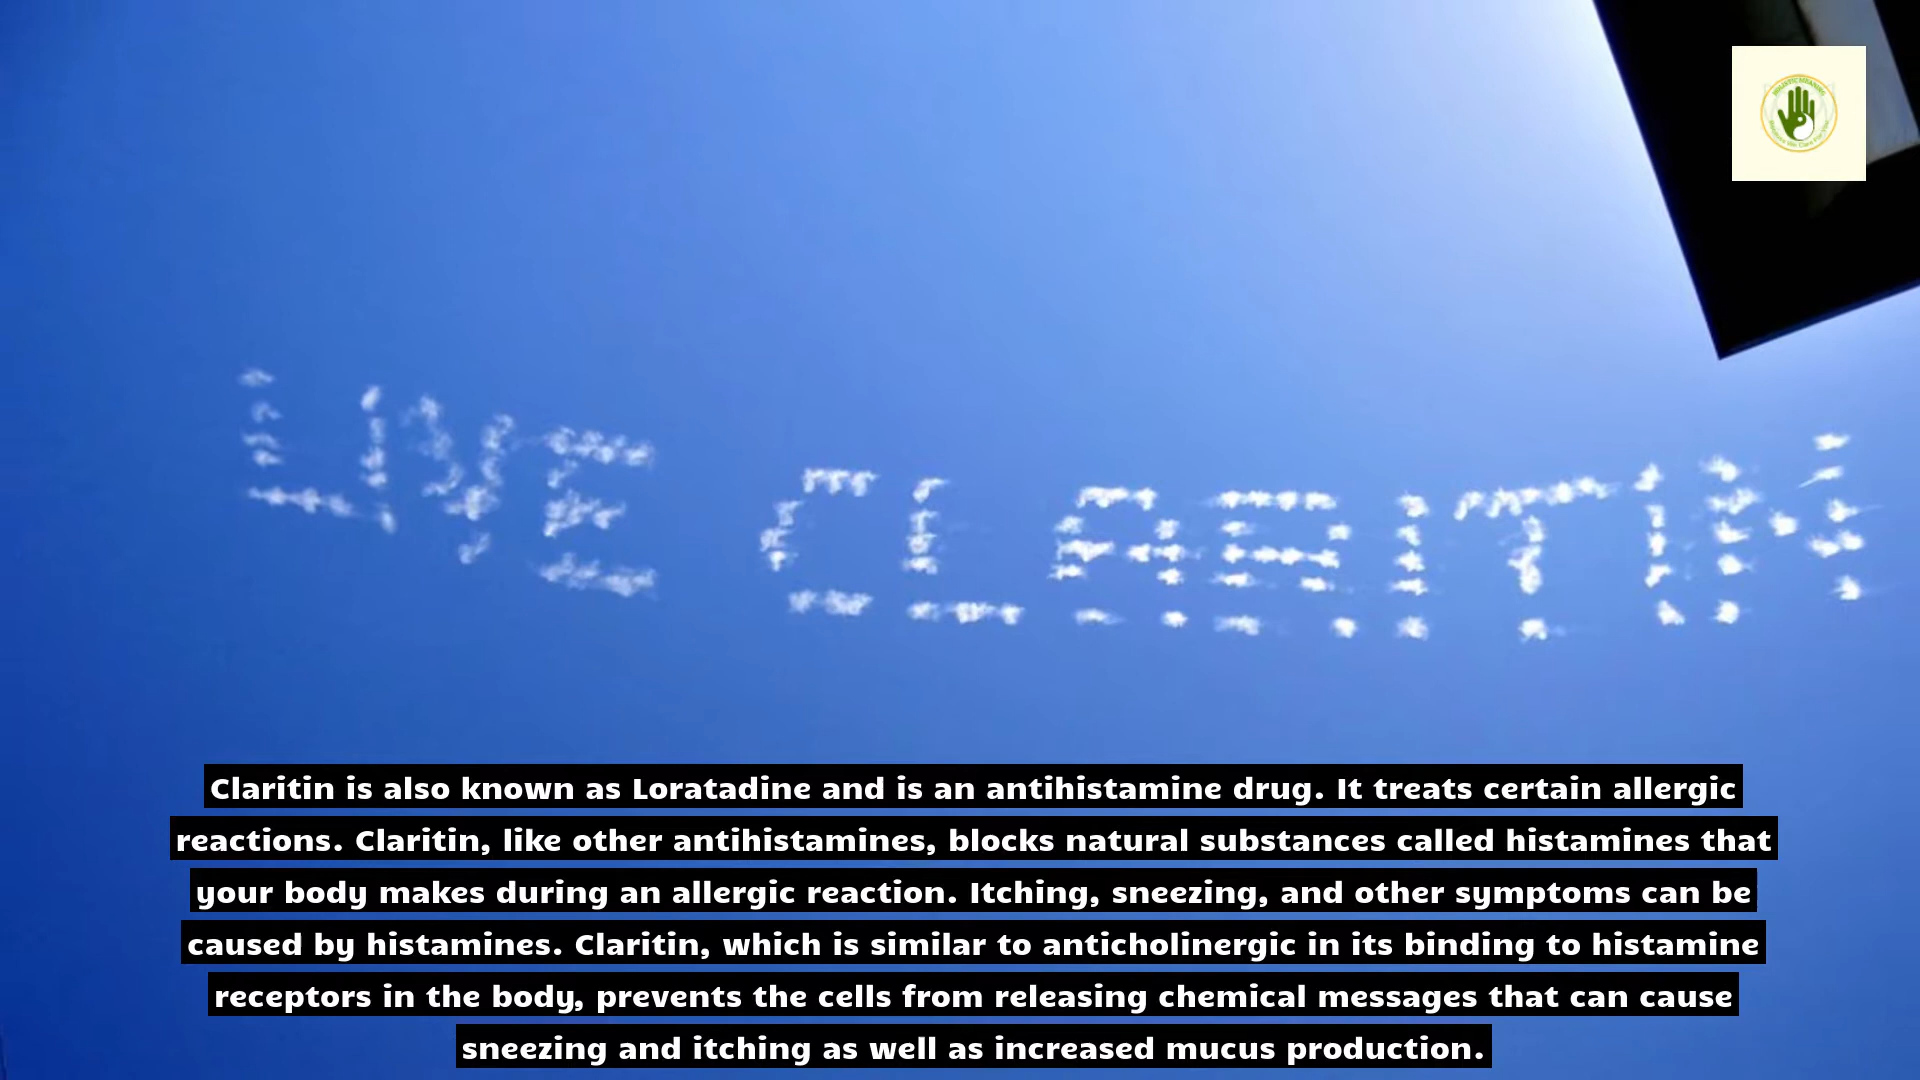 LIVE CLARITIN
Claritin is also known as Loratadine and is an antihistamine drug. It treats certain allergic
reactions. Claritin, like other antihistamines, blocks natural substances called histamines that
your body makes during an allergic reaction. Itching, sneezing, and other symptoms can be
caused by histamines. Claritin, which is similar to anticholinergic in its binding to histamine
receptors in the body, prevents the cells from releasing chemical messages that can cause
sneezing and itching as well as increased mucus production.